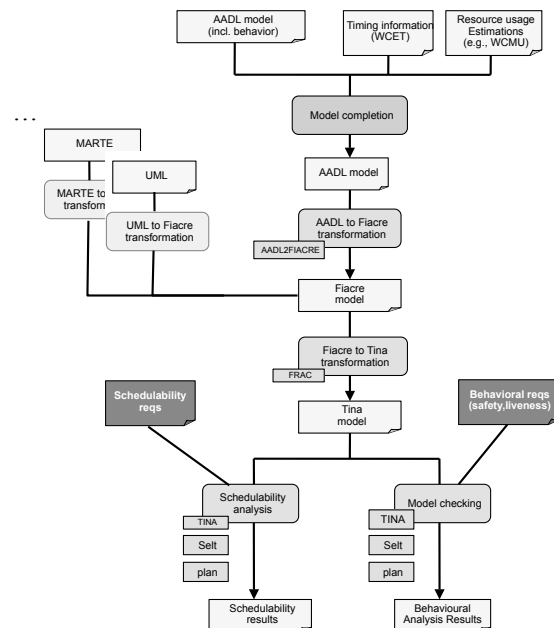 AADL model
(incl. behavior)
Timing information
(WCET)
Resource usage
Estimations
(e.g., WCMU)
Model completion
...
MARTE
AADL model
UML
MARTE to
transform
UML to Fiacre
transformation
AADL to Fiacre
transformation
AADL2FIACRE
Fiacre
model
Fiacre to Tina
transformation
FRAC
Schedulability
reqs
Behavioral reqs
(safety,liveness)
Tina
model
Schedulability
analysis
TINA
Selt
plan
Model checking
TINA
Selt
plan
Schedulability
results
Behavioural
Analysis Results